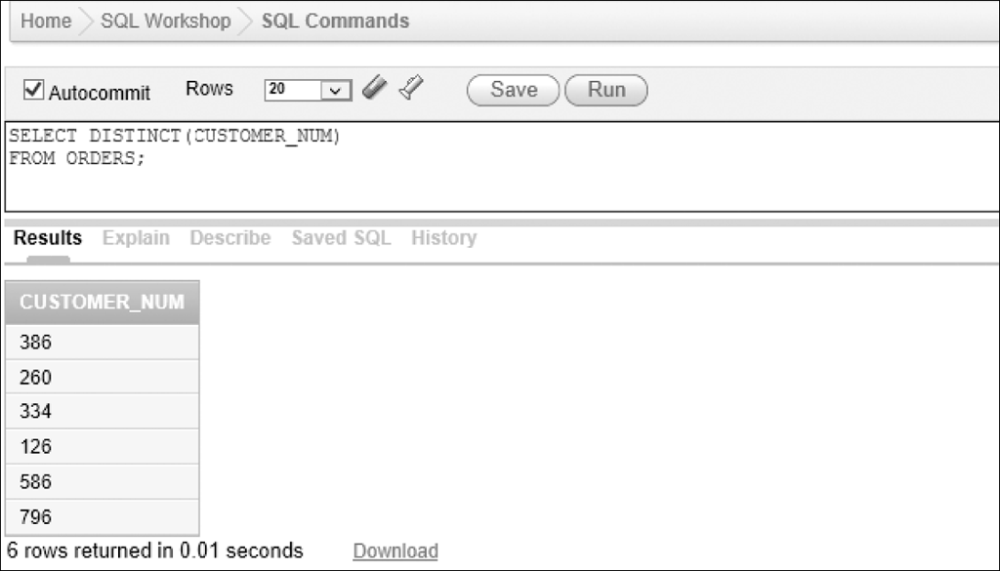 Home SQL Workshop SQL Commands
Autocommit Rows 20 Save Run
SELECT DISTINCT(CUSTOMER_NUM)
FROM ORDERS;
Results Explain Describe Saved SQL History
CUSTOMER_NUM
386
260
334
126
586
796
6 rows returned in 0.01 seconds Download